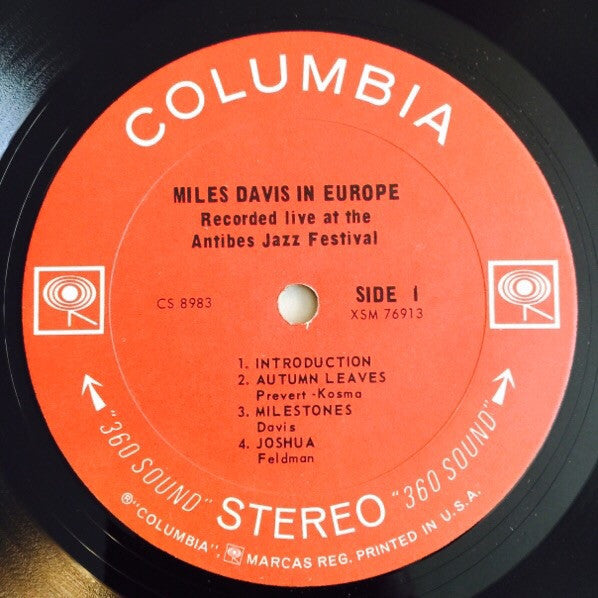 COLUMBIA
MILES DAVIS IN EUROPE
Recorded live at the
Antibes Jazz Festival
CS 8983
SIDE 1
XSM 76913
1. INTRODUCTION
2. AUTUMN LEAVES
Prevert-Kosma
3. MILESTONES
Davis
4. JOSHUA
Feldman
"360 SOUND" STEREO "360 SOUND"
®"COLUMBIA", MARCAS REG. PRINTED IN U.S.A.